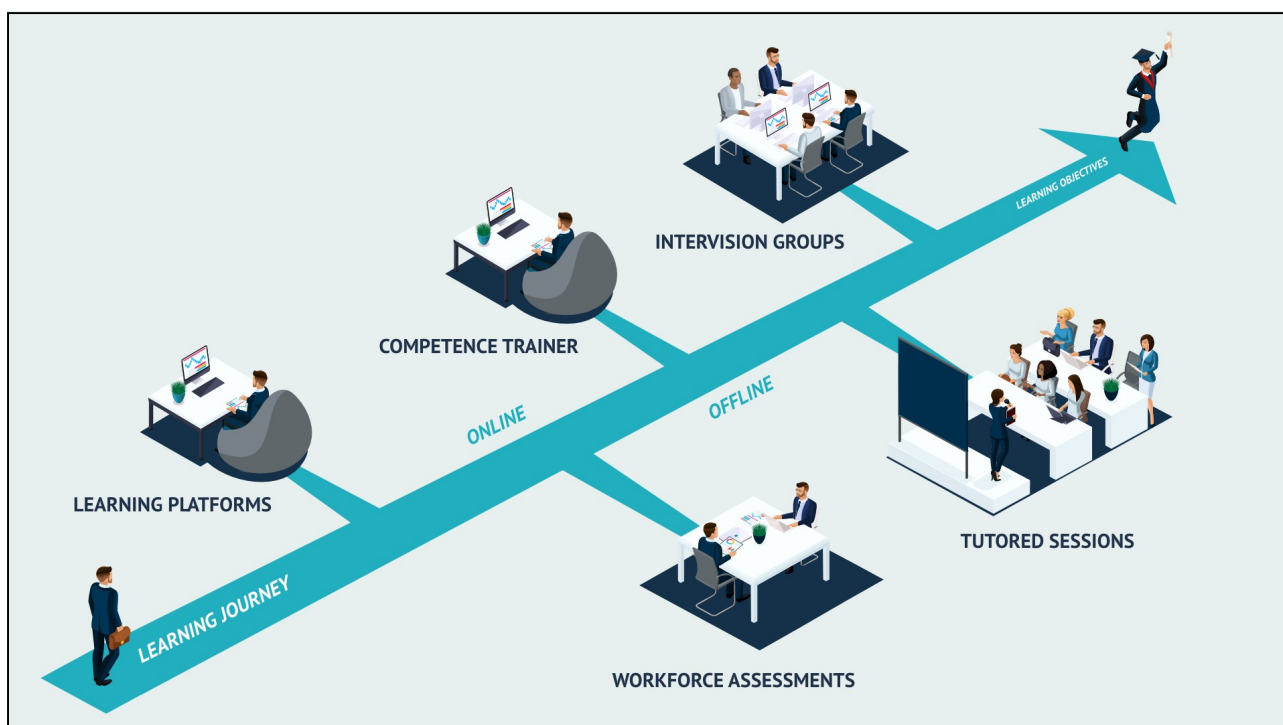 LEARNING OBJECTIVES
INTERVISION GROUPS
COMPETENCE TRAINER
ONLINE
OFFLINE
LEARNING PLATFORMS
TUTORED SESSIONS
LEARNING JOURNEY
WORKFORCE ASSESSMENTS